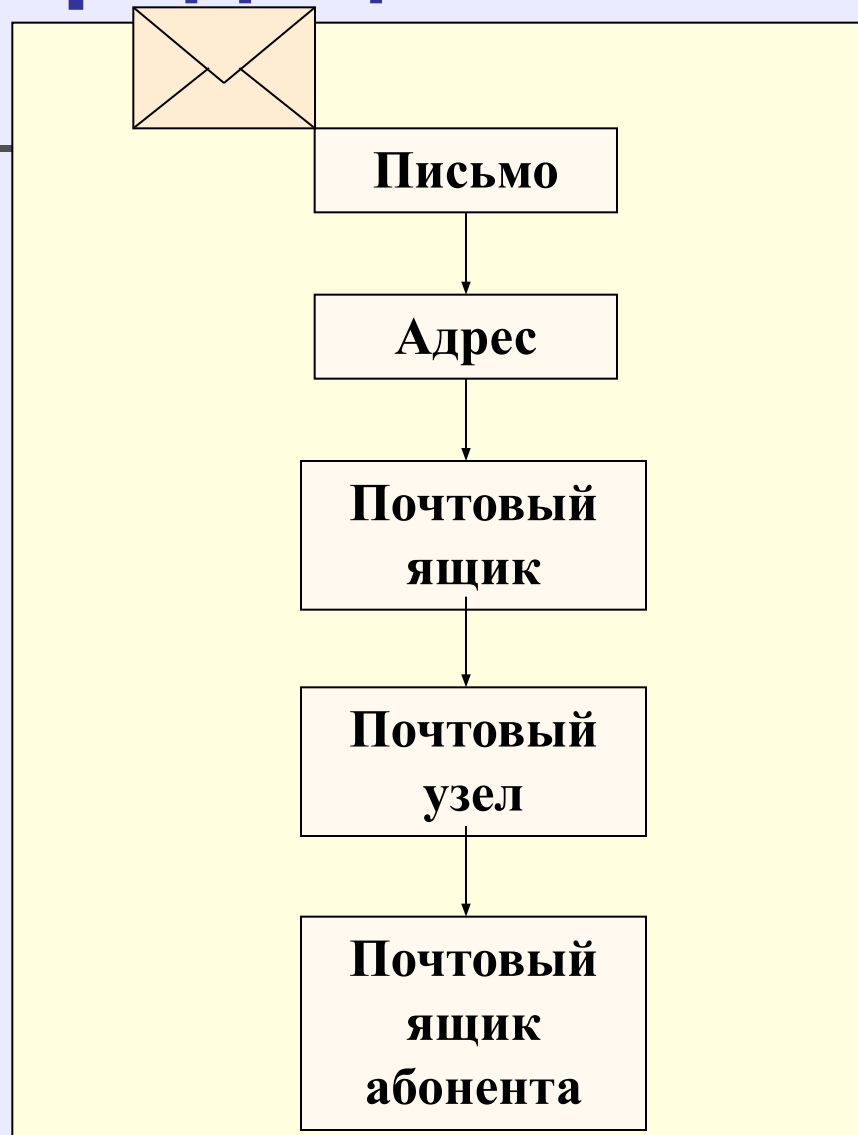 Письмо
Адрес
Почтовый
ящик
Почтовый
узел
Почтовый
ящик
абонента